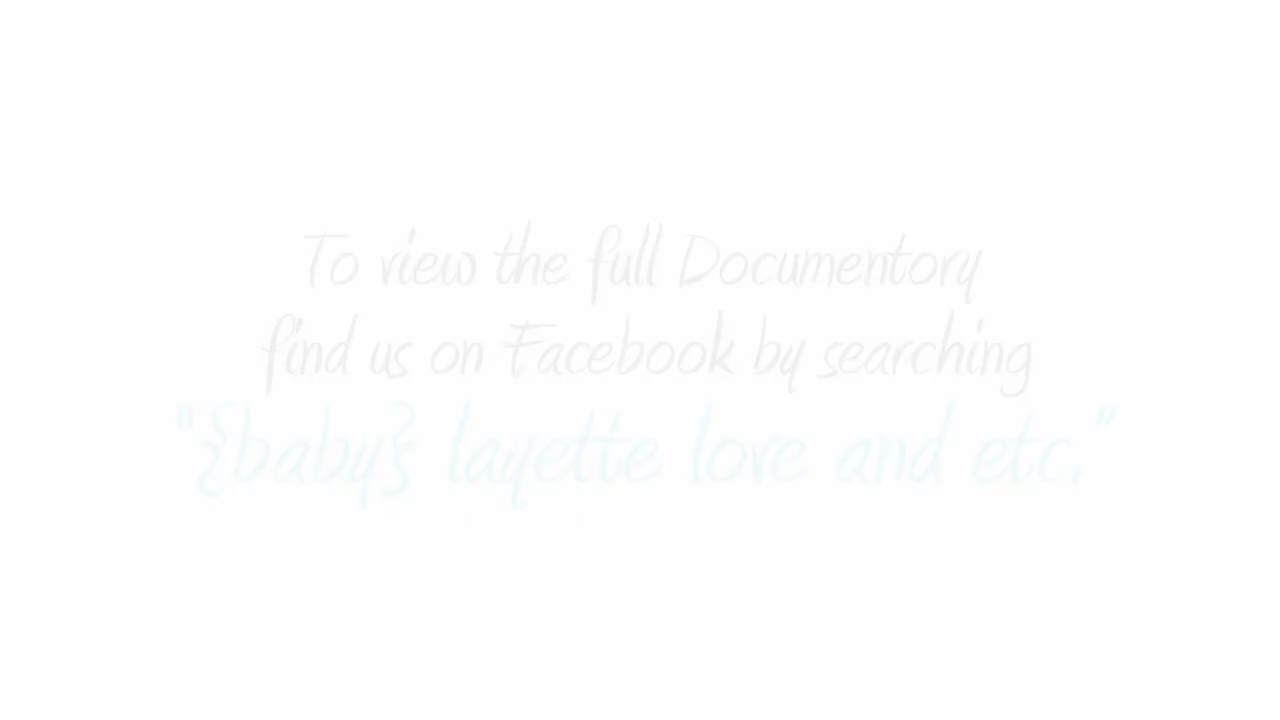 To view the full Documentory
find us on Facebook by searching
"{baby} layette love and etc."